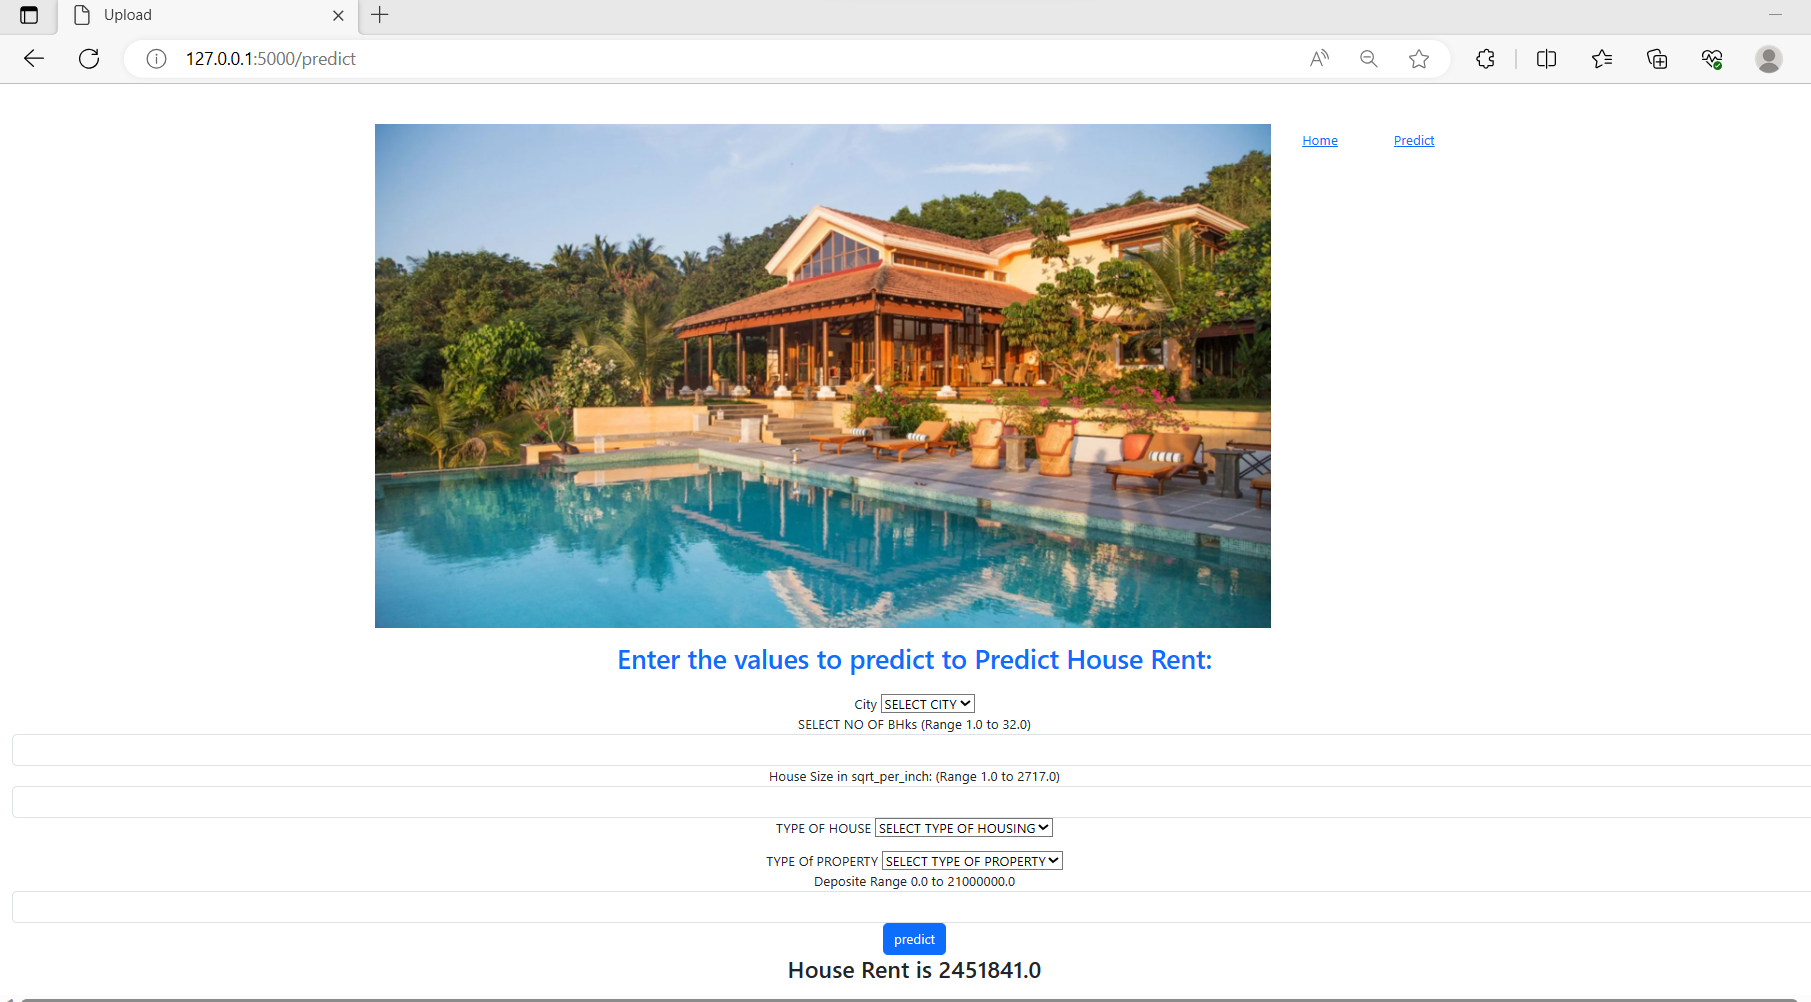 Upload
127.0.0.1:5000/predict
Home Predict
Enter the values to predict to Predict House Rent:
City SELECT CITY
SELECT NO OF BHks (Range 1.0 to 32.0)
House Size in sqrt_per_inch: (Range 1.0 to 2717.0)
TYPE OF HOUSE SELECT TYPE OF HOUSING
TYPE Of PROPERTY SELECT TYPE OF PROPERTY
Deposite Range 0.0 to 21000000.0
predict
House Rent is 2451841.0